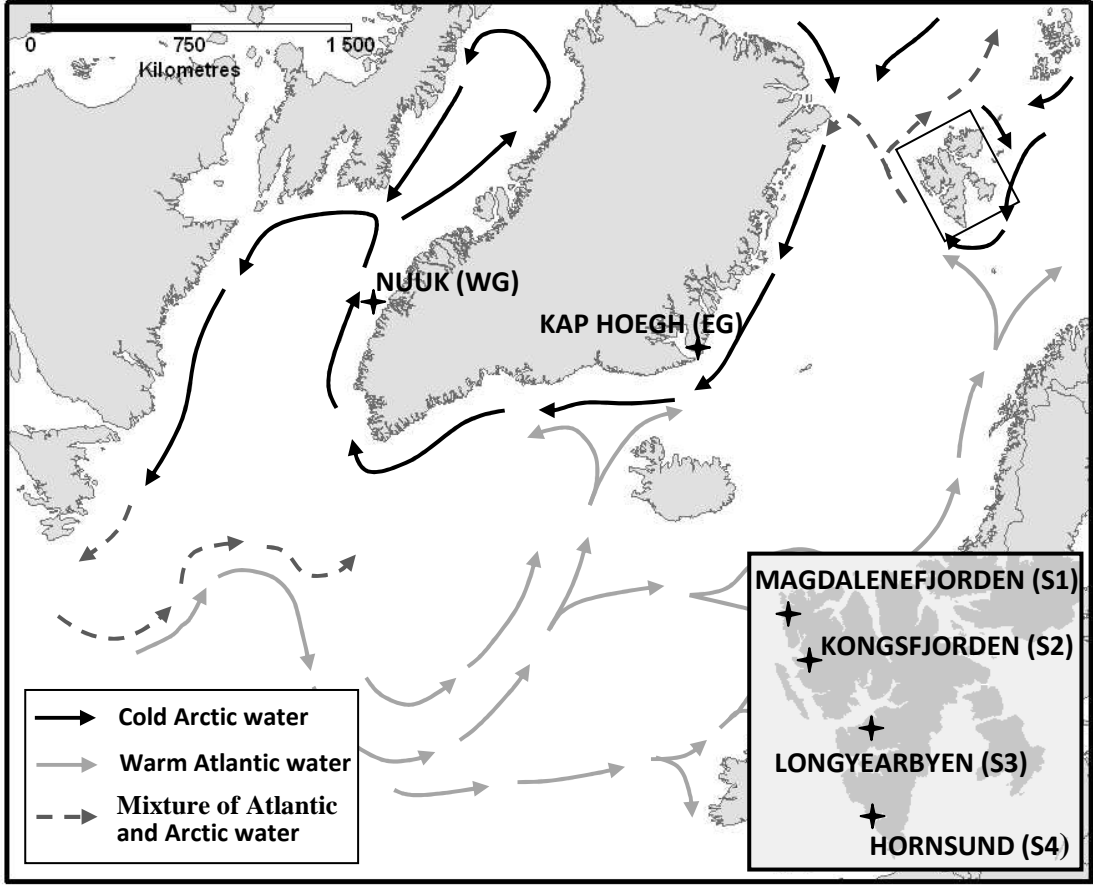 0 750 1 500
Kilometres
NUUK (WG)
KAP HOEGH (EG)
MAGDALENEFJORDEN (S1)
KONGSFJORDEN (S2)
LONGYEARBYEN (S3)
HORNSUND (S4)
Cold Arctic water
Warm Atlantic water
Mixture of Atlantic
and Arctic water